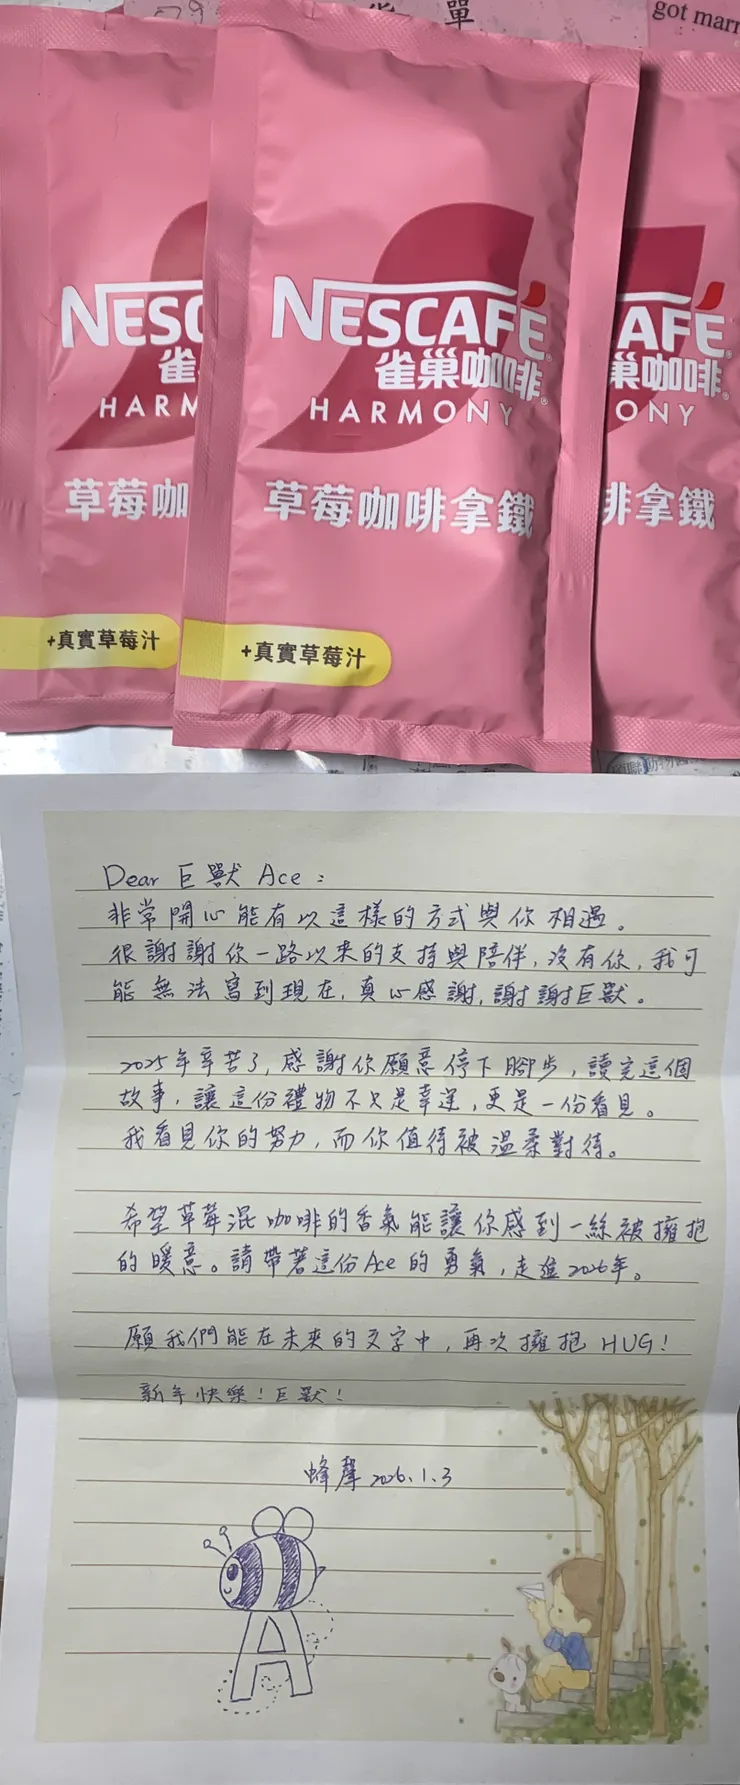 單
got marr
NESC
雀
HARM
草莓咖
+真實草莓汁
NESCAFÉ
雀巢咖啡
HARMONY
草莓咖啡拿鐵
+真實草莓汁
AFÉ
巢咖啡
ONY
啡拿鐵
Dear 巨獸 Ace：
非常開心能有以這樣的方式與你相遇。
很謝謝你一路以來的支持與陪伴，沒有你，我可
能無法寫到現在，真心感謝，謝謝巨獸。
2025年辛苦了，感謝你願意停下腳步，讀完這個
故事，讓這份禮物不只是幸運，更是一份看見。
我看見你的努力，而你值得被溫柔對待。
希望草莓混咖啡的香氣能讓你感到一絲被擁抱
的暖意。請帶著這份Ace的勇氣，走進2026年。
願我們能在未來的文字中，再次擁抱 HUG！
新年快樂！巨獸！
蜂聲 2026.1.3
A